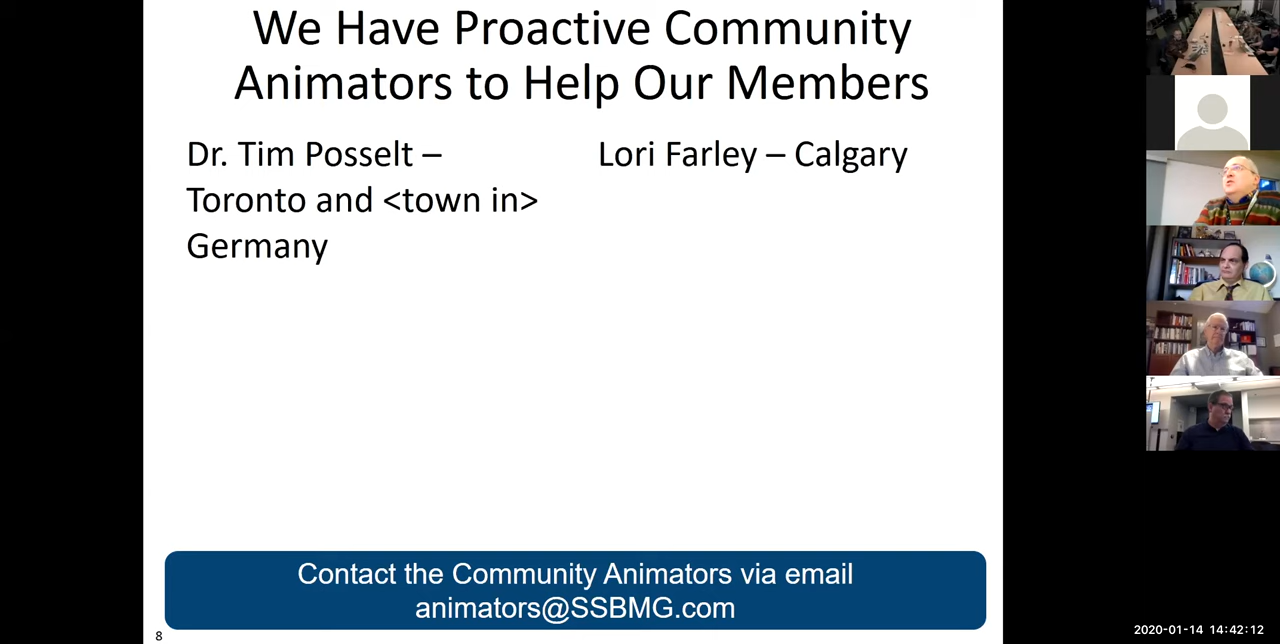 We Have Proactive Community
Animators to Help Our Members
Dr. Tim Posselt –
Toronto and <town in>
Germany
Lori Farley – Calgary
Contact the Community Animators via email
animators@SSBMG.com
8
2020-01-14 14:42:12